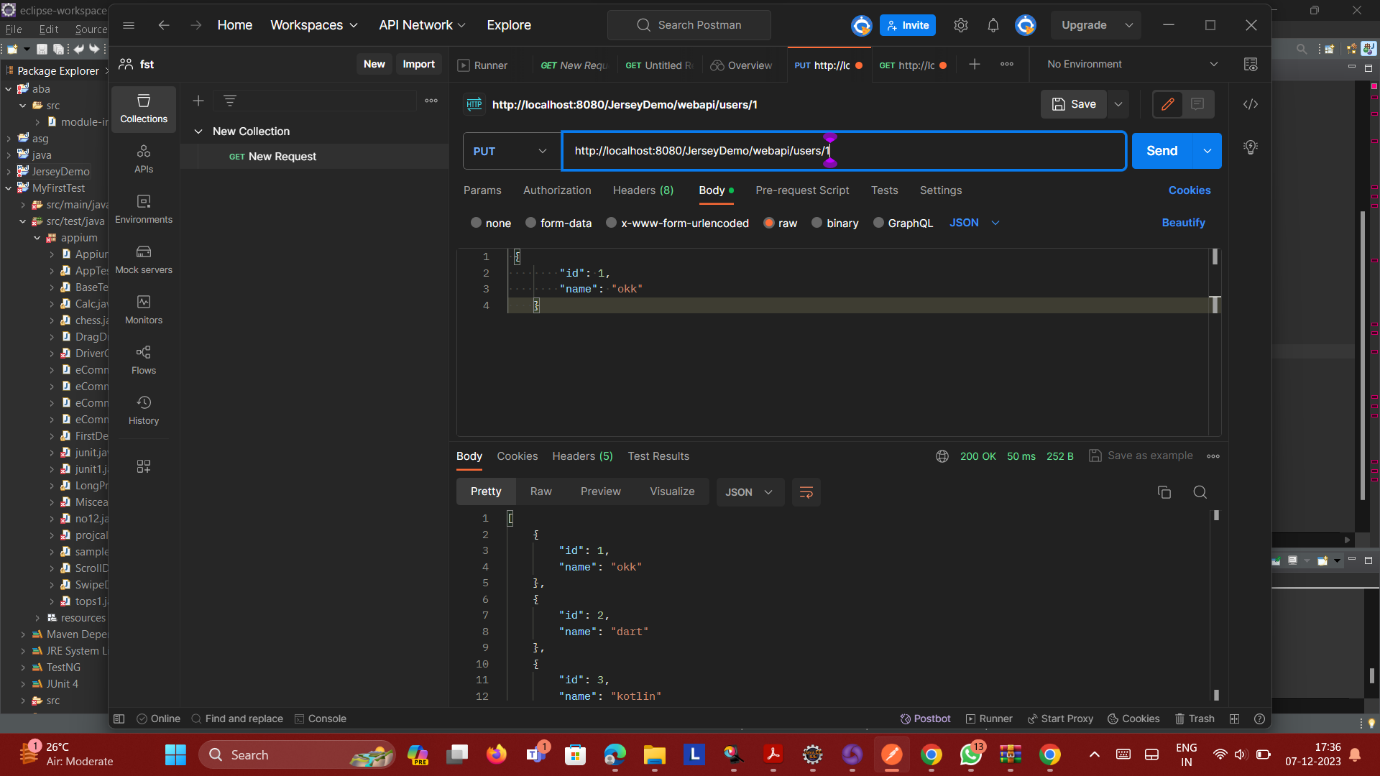 eclipse-workspace
File Edit Source
Package Explorer
aba
src
module-in
asg
java
JerseyDemo
MyFirstTest
src/main/java
src/test/java
appium
Appiur
AppTes
BaseTe
Calc.jav
chess.ja
DragDr
DriverC
eComm
eComm
eComm
eComm
FirstDe
junit.jav
junit1.ja
LongPr
Miscea
no12.ja
projcal
sample
ScrollD
SwipeD
tops1.ja
resources
Maven Deper
JRE System Li
TestNG
JUnit 4
src
Home Workspaces API Network Explore Search Postman Invite Upgrade
fst New Import Runner GET New Requ GET Untitled R Overview PUT http://lc GET http://lc No Environment
Collections
APIs
Environments
Mock servers
Monitors
Flows
History
New Collection
GET New Request
HTTP http://localhost:8080/JerseyDemo/webapi/users/1 Save
PUT http://localhost:8080/JerseyDemo/webapi/users/1 Send
Params Authorization Headers (8) Body Pre-request Script Tests Settings Cookies
none form-data x-www-form-urlencoded raw binary GraphQL JSON Beautify
1 {
2 "id": 1,
3 "name": "okk"
4 }
Body Cookies Headers (5) Test Results 200 OK 50 ms 252 B Save as example
Pretty Raw Preview Visualize JSON
1 [
2 {
3 "id": 1,
4 "name": "okk"
5 },
6 {
7 "id": 2,
8 "name": "dart"
9 },
10 {
11 "id": 3,
12 "name": "kotlin"
Online Find and replace Console Postbot Runner Start Proxy Cookies Trash
1 26°C
Air: Moderate
Search
PRE
1
L
13
ENG
IN
17:36
07-12-2023